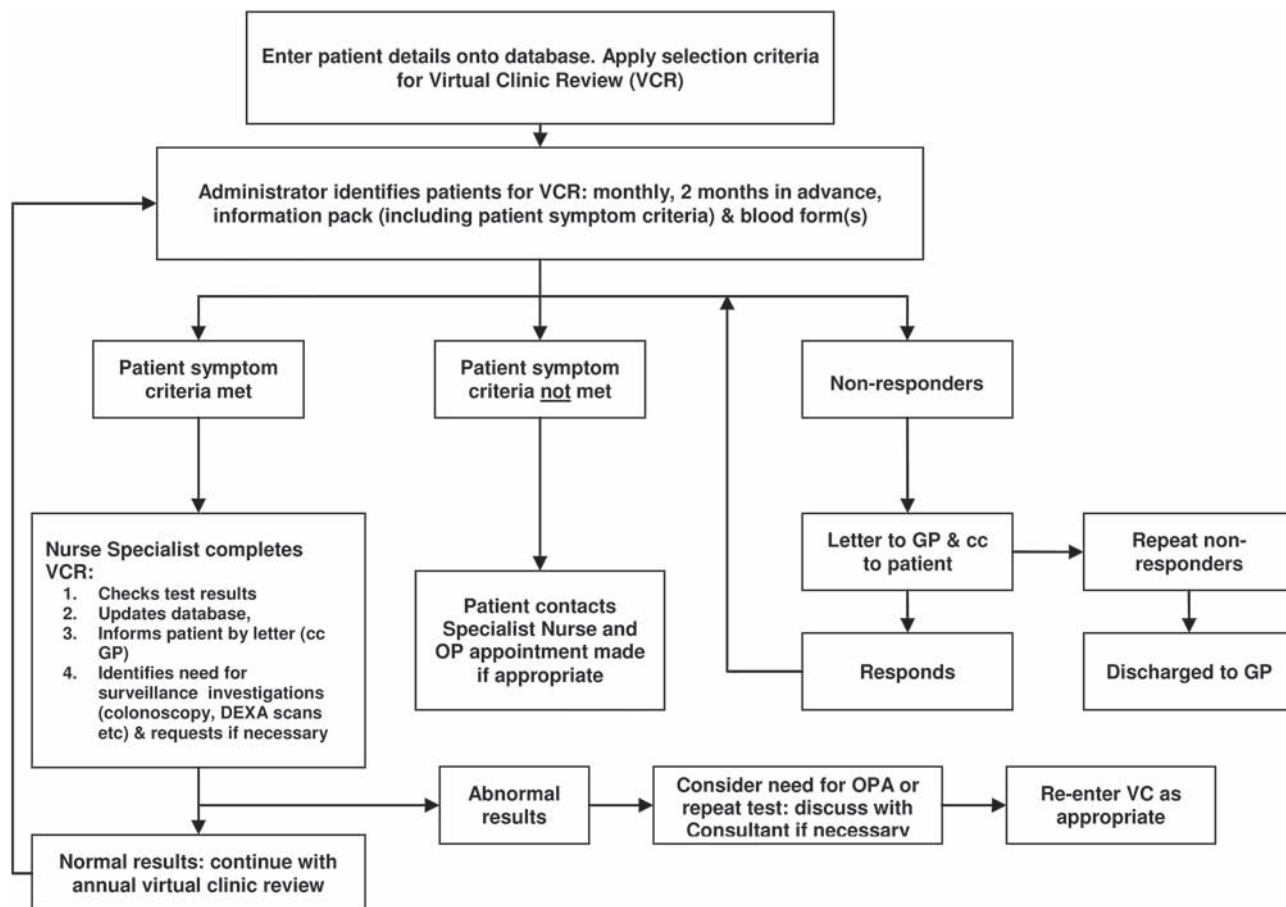 Enter patient details onto database. Apply selection criteria
for Virtual Clinic Review (VCR)
Administrator identifies patients for VCR: monthly, 2 months in advance,
information pack (including patient symptom criteria) & blood form(s)
Patient symptom
criteria met
Patient symptom
criteria not met
Non-responders
Nurse Specialist completes
VCR:
1. Checks test results
2. Updates database,
3. Informs patient by letter (cc
GP)
4. Identifies need for
surveillance investigations
(colonoscopy, DEXA scans
etc) & requests if necessary
Patient contacts
Specialist Nurse and
OP appointment made
if appropriate
Letter to GP & cc
to patient
Repeat non-
responders
Responds
Discharged to GP
Abnormal
results
Consider need for OPA or
repeat test: discuss with
Consultant if necessary
Re-enter VC as
appropriate
Normal results: continue with
annual virtual clinic review